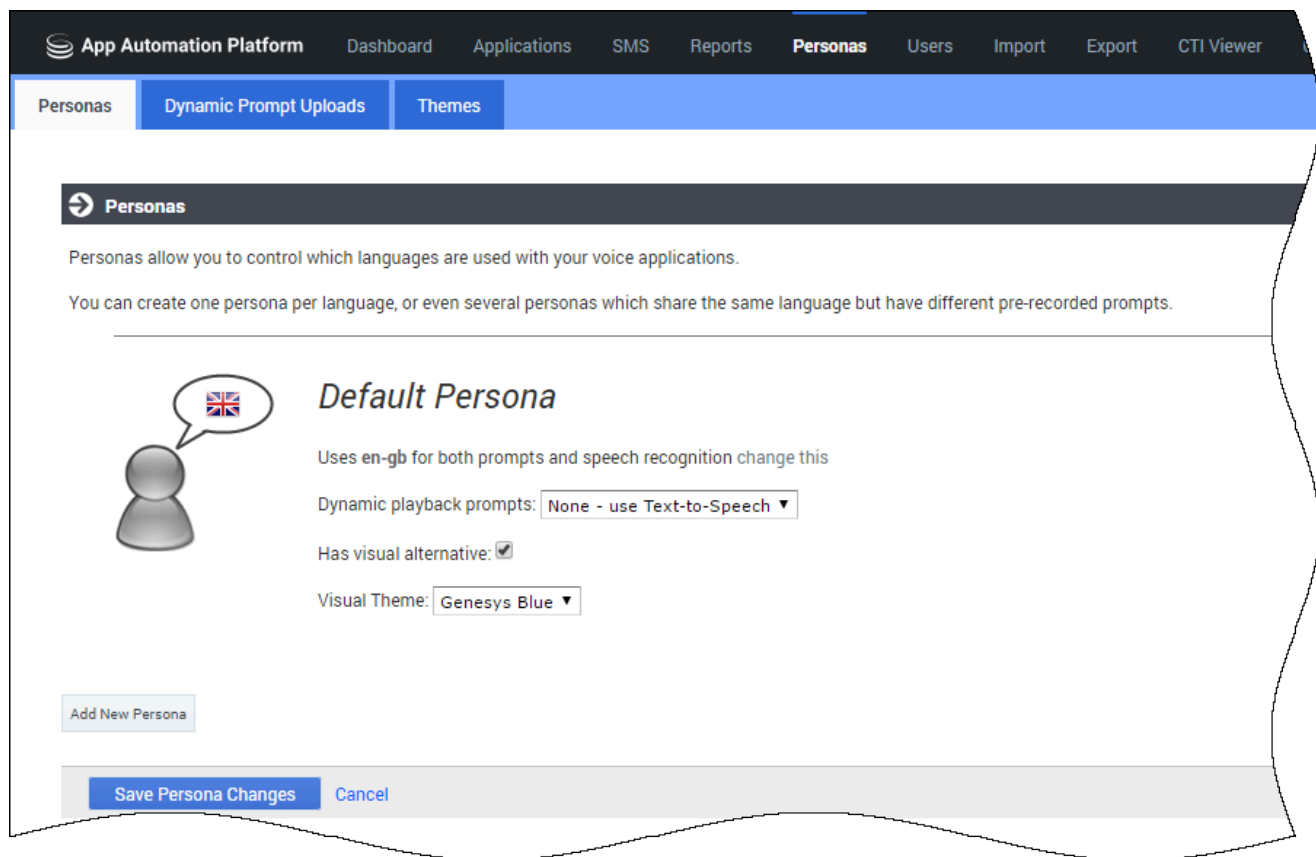 App Automation Platform Dashboard Applications SMS Reports Personas Users Import Export CTI Viewer
Personas Dynamic Prompt Uploads Themes
Personas
Personas allow you to control which languages are used with your voice applications.
You can create one persona per language, or even several personas which share the same language but have different pre-recorded prompts.
Default Persona
Uses en-gb for both prompts and speech recognition change this
Dynamic playback prompts: None - use Text-to-Speech
Has visual alternative:
Visual Theme: Genesys Blue
Add New Persona
Save Persona Changes Cancel